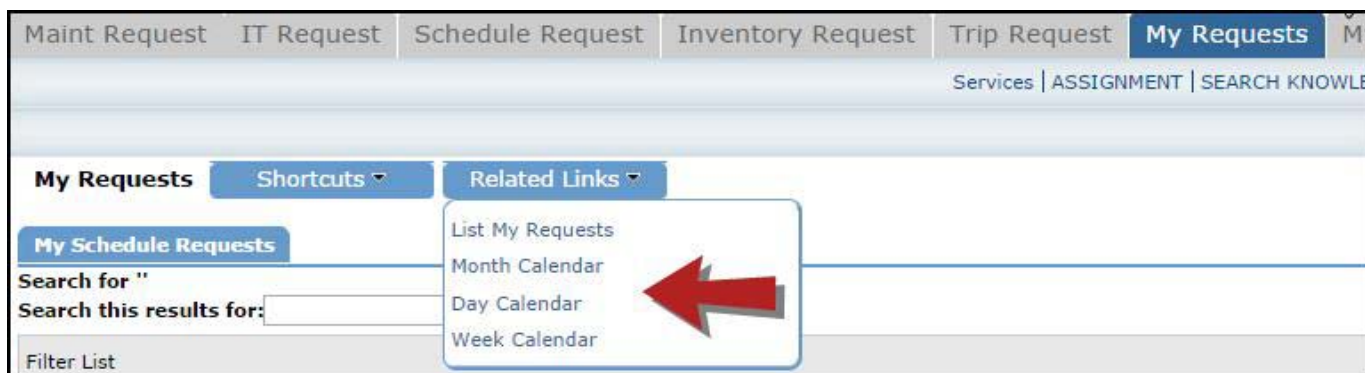 Maint Request IT Request Schedule Request Inventory Request Trip Request My Requests M
Services | ASSIGNMENT | SEARCH KNOWLE
My Requests Shortcuts Related Links
List My Requests
My Schedule Requests
Month Calendar
Search for "
Search this results for:
Day Calendar
Week Calendar
Filter List